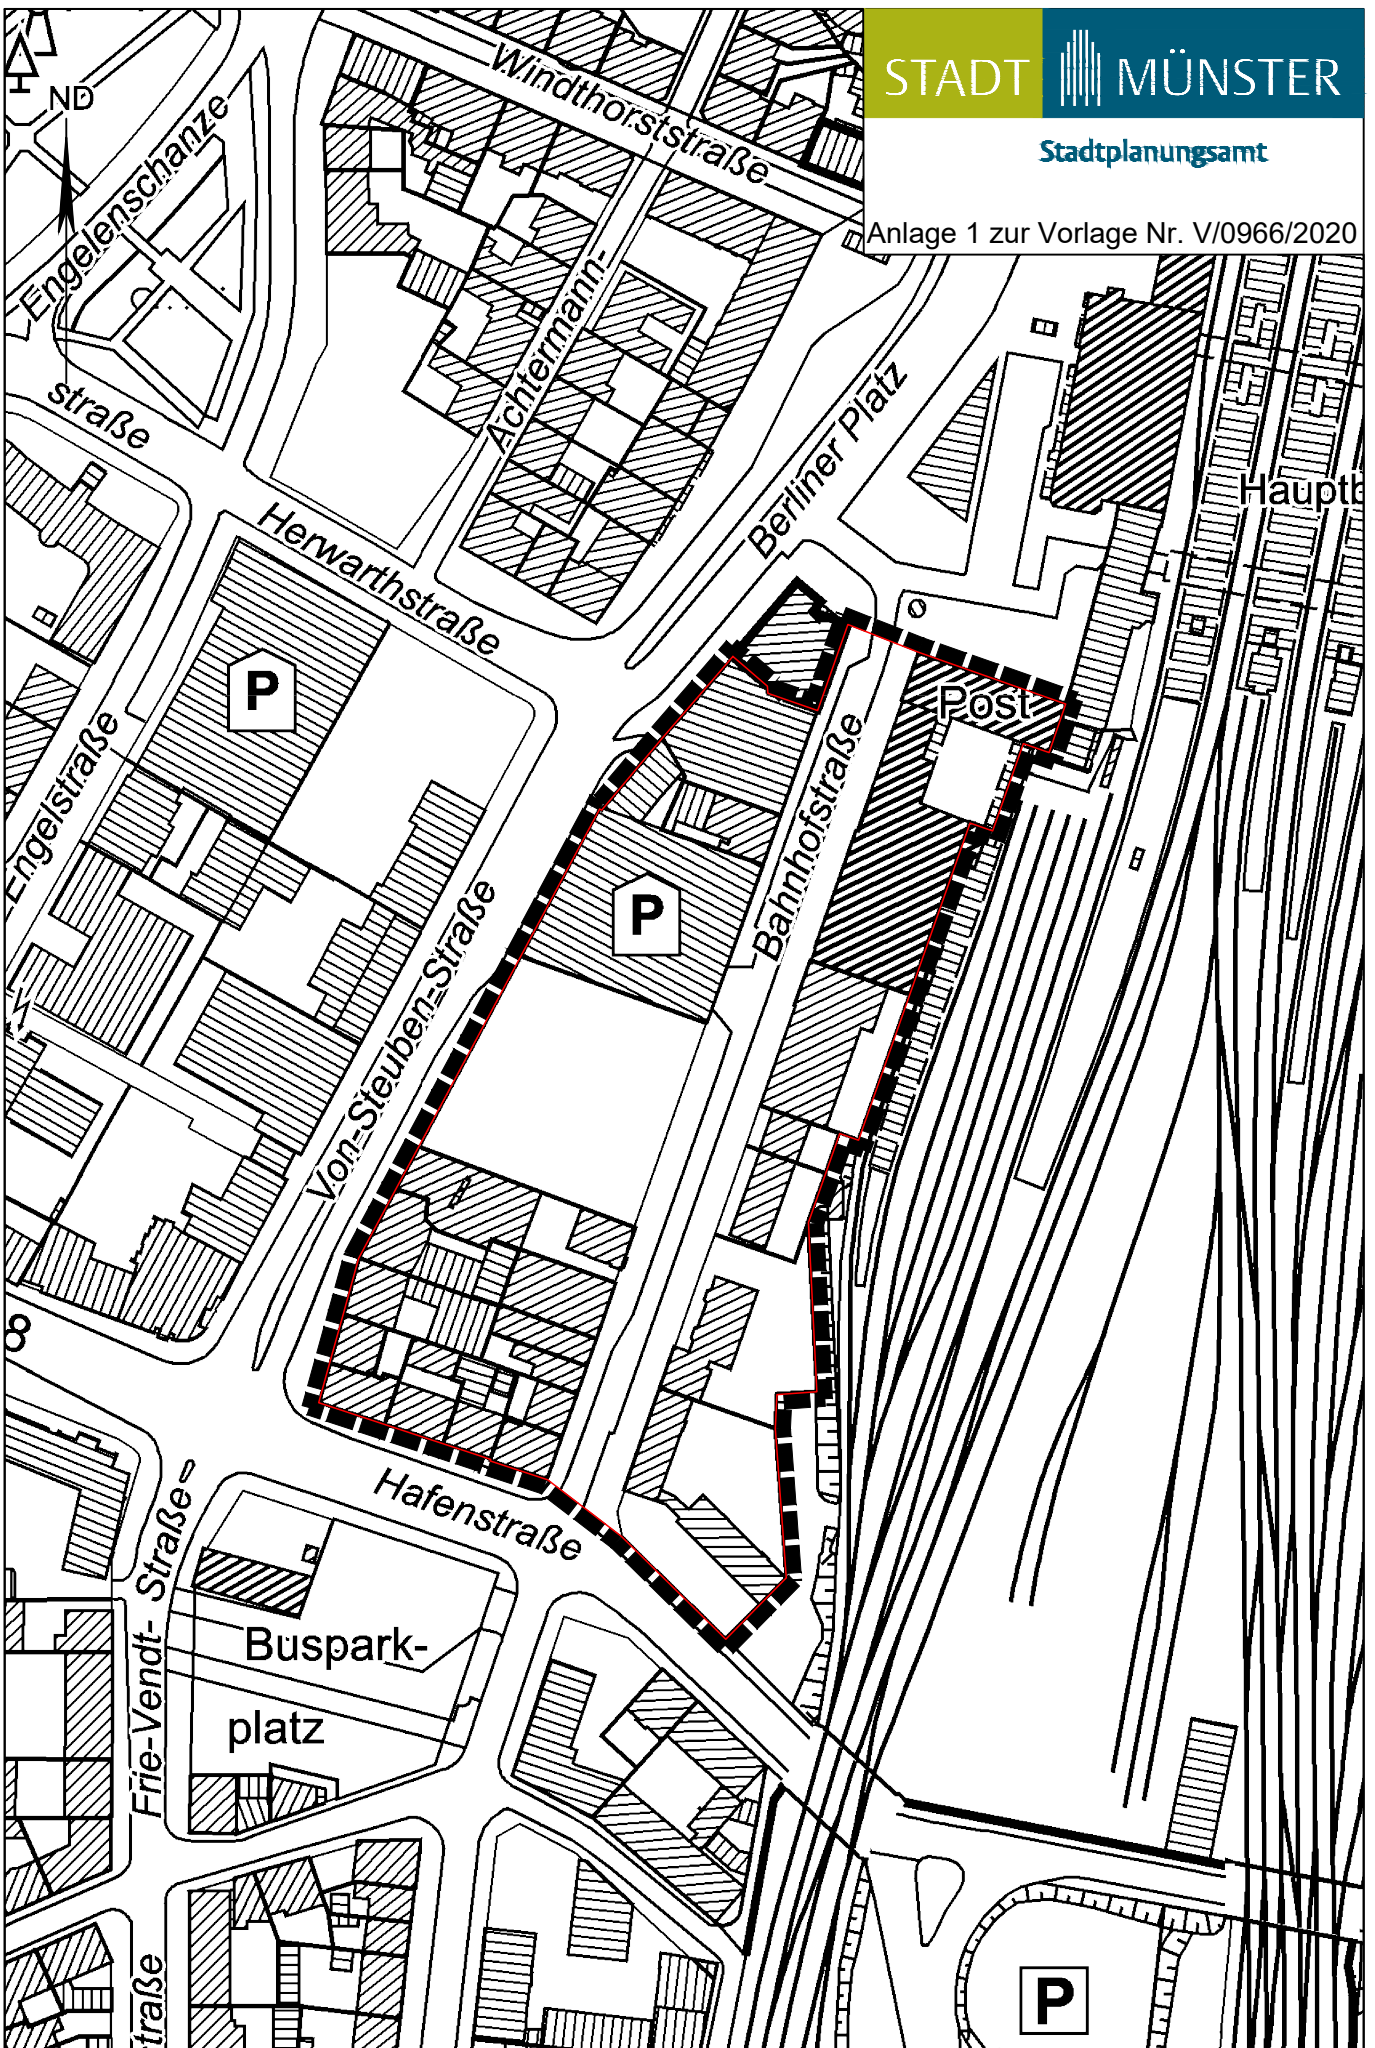 STADT MÜNSTER
Stadtplanungsamt
Anlage 1 zur Vorlage Nr. V/0966/2020
Windthorststraße
ND
Engelenschanze
Achtermann-
straße
Berliner Platz
Hauptb
Herwarthstraße
P
Post
Engelstraße
Bahnhofstraße
P
Von-Steuben-Straße
8
Hafenstraße
Frie-Vendt-Straße
Buspark-
platz
P
traße